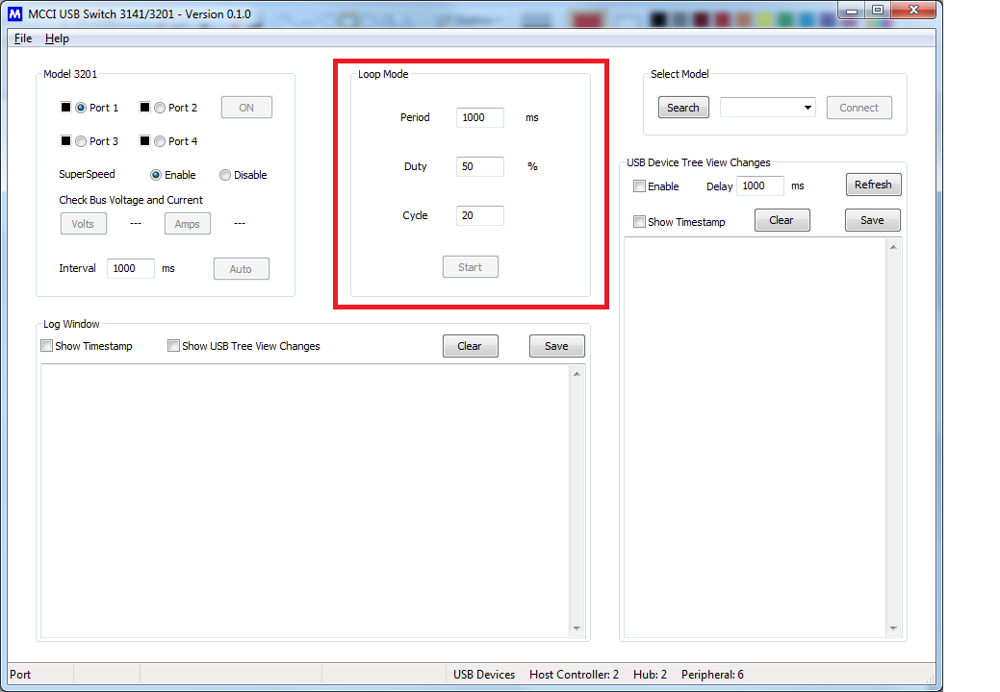 MCCI USB Switch 3141/3201 - Version 0.1.0
File Help
Model 3201
Port 1 Port 2 ON
Port 3 Port 4
SuperSpeed Enable Disable
Check Bus Voltage and Current
Volts --- Amps ---
Interval 1000 ms Auto
Loop Mode
Period 1000 ms
Duty 50 %
Cycle 20
Start
Select Model
Search Connect
USB Device Tree View Changes
Enable Delay 1000 ms Refresh
Show Timestamp Clear Save
Log Window
Show Timestamp Show USB Tree View Changes Clear Save
Port USB Devices Host Controller: 2 Hub: 2 Peripheral: 6